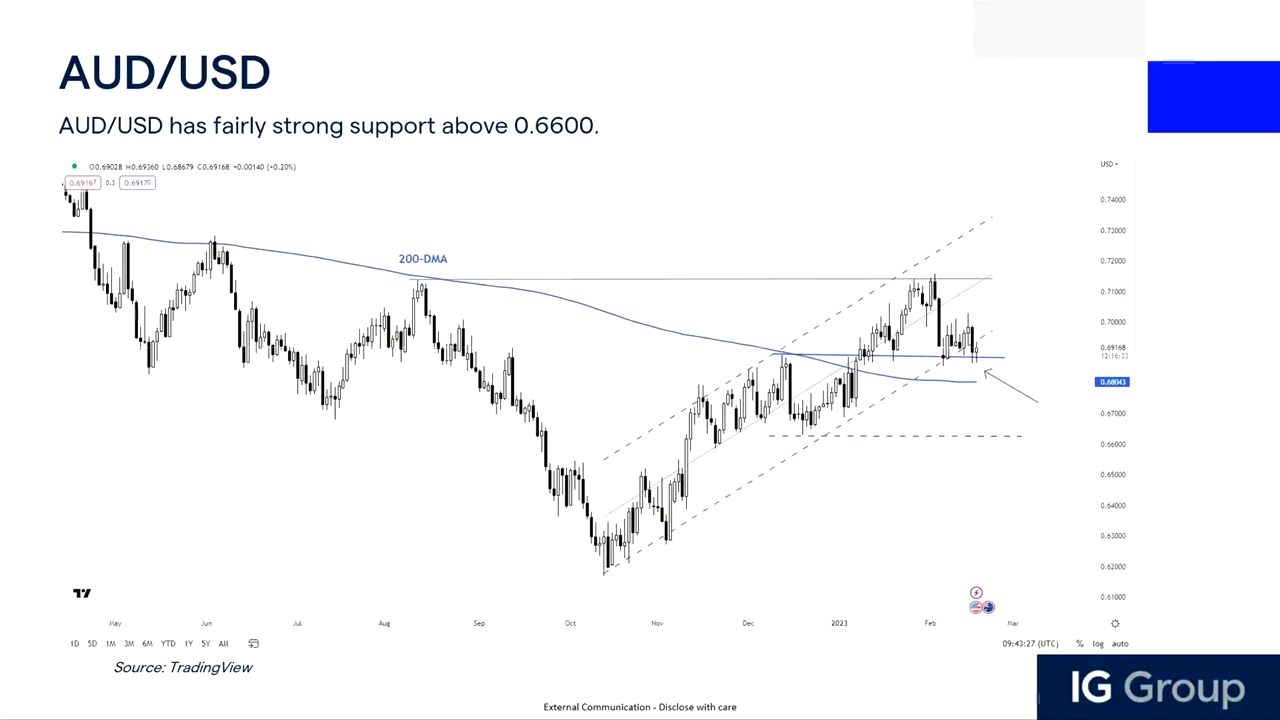 AUD/USD
AUD/USD has fairly strong support above 0.6600.
O0.69028 H0.69360 L0.68679 C0.69168 +0.00140 (+0.20%)
0.69167 0.3 0.69170
USD
0.74000
0.73000
0.72000
0.71000
0.70000
0.69168
12:16:33
0.68043
0.67000
0.66000
0.65000
0.64000
0.63000
0.62000
0.61000
200-DMA
May Jun Jul Aug Sep Oct Nov Dec 2023 Feb Mar
1D 5D 1M 3M 6M YTD 1Y 5Y All 09:43:27 (UTC) % log auto
Source: TradingView
IG Group
External Communication - Disclose with care